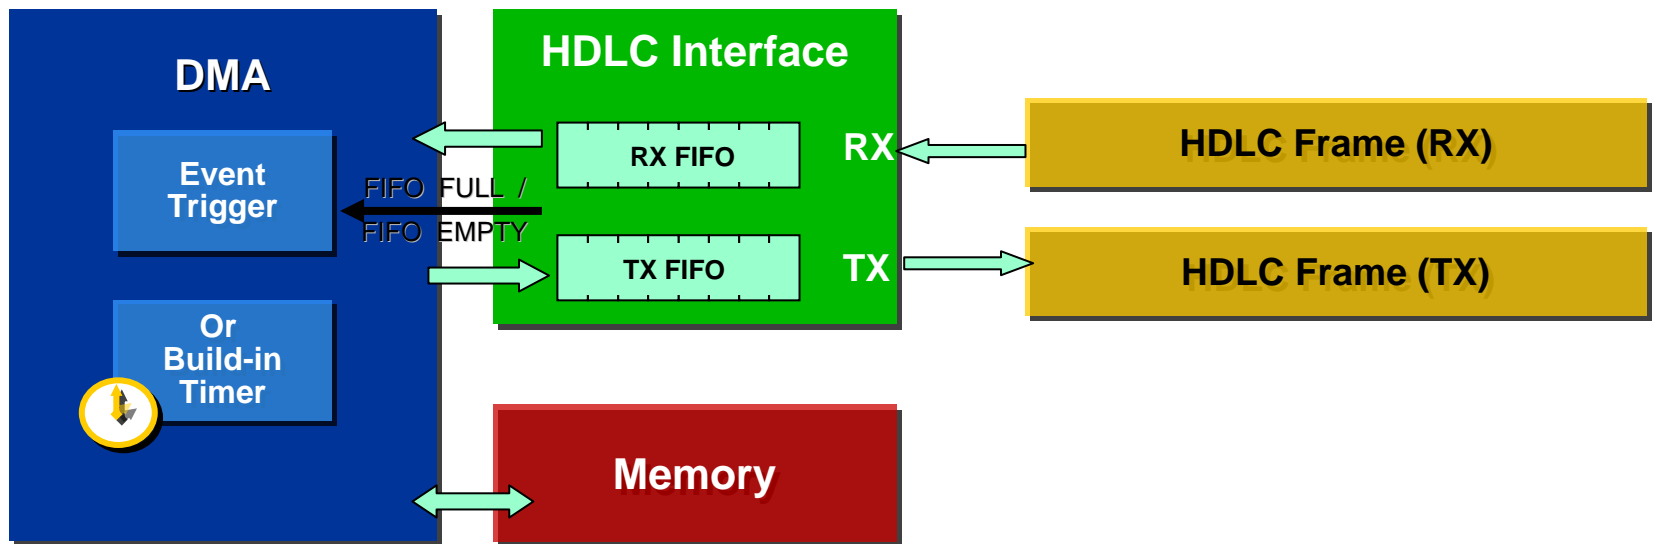 DMA
Event
Trigger
Or
Build-in
Timer
FIFO FULL /
FIFO EMPTY
HDLC Interface
RX FIFO
RX
TX FIFO
TX
HDLC Frame (RX)
HDLC Frame (TX)
Memory